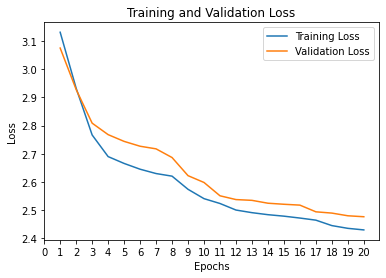 Training and Validation Loss
Training Loss
Validation Loss
3.1
3.0
2.9
2.8
2.7
2.6
2.5
2.4
Loss
0 1 2 3 4 5 6 7 8 9 10 11 12 13 14 15 16 17 18 19 20
Epochs